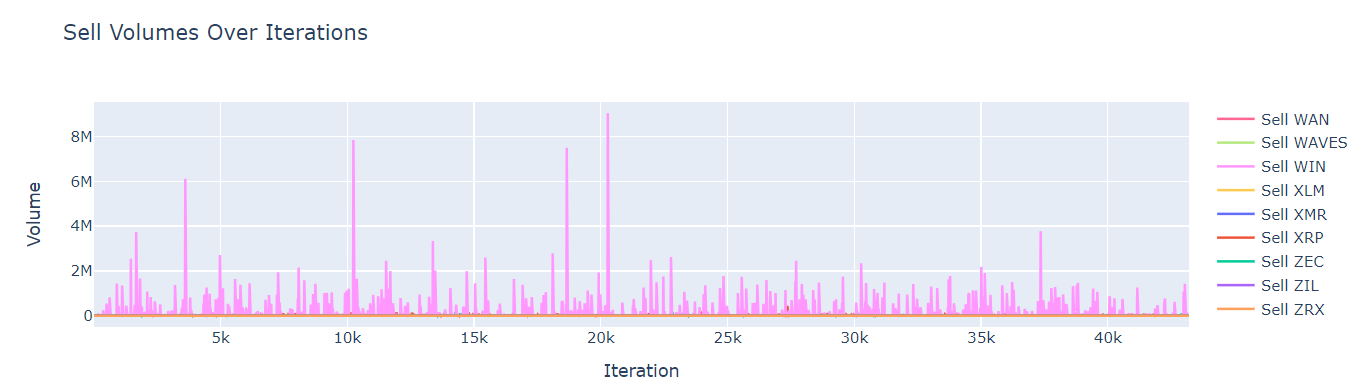 Sell Volumes Over Iterations
8M
6M
4M
2M
0
Volume
5k
10k
15k
20k
25k
30k
35k
40k
Iteration
Sell WAN
Sell WAVES
Sell WIN
Sell XLM
Sell XMR
Sell XRP
Sell ZEC
Sell ZIL
Sell ZRX